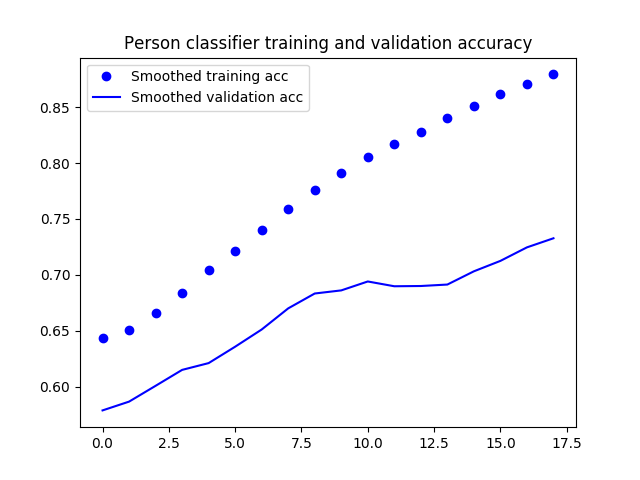 Person classifier training and validation accuracy
Smoothed training acc
Smoothed validation acc
0.85
0.80
0.75
0.70
0.65
0.60
0.0 2.5 5.0 7.5 10.0 12.5 15.0 17.5